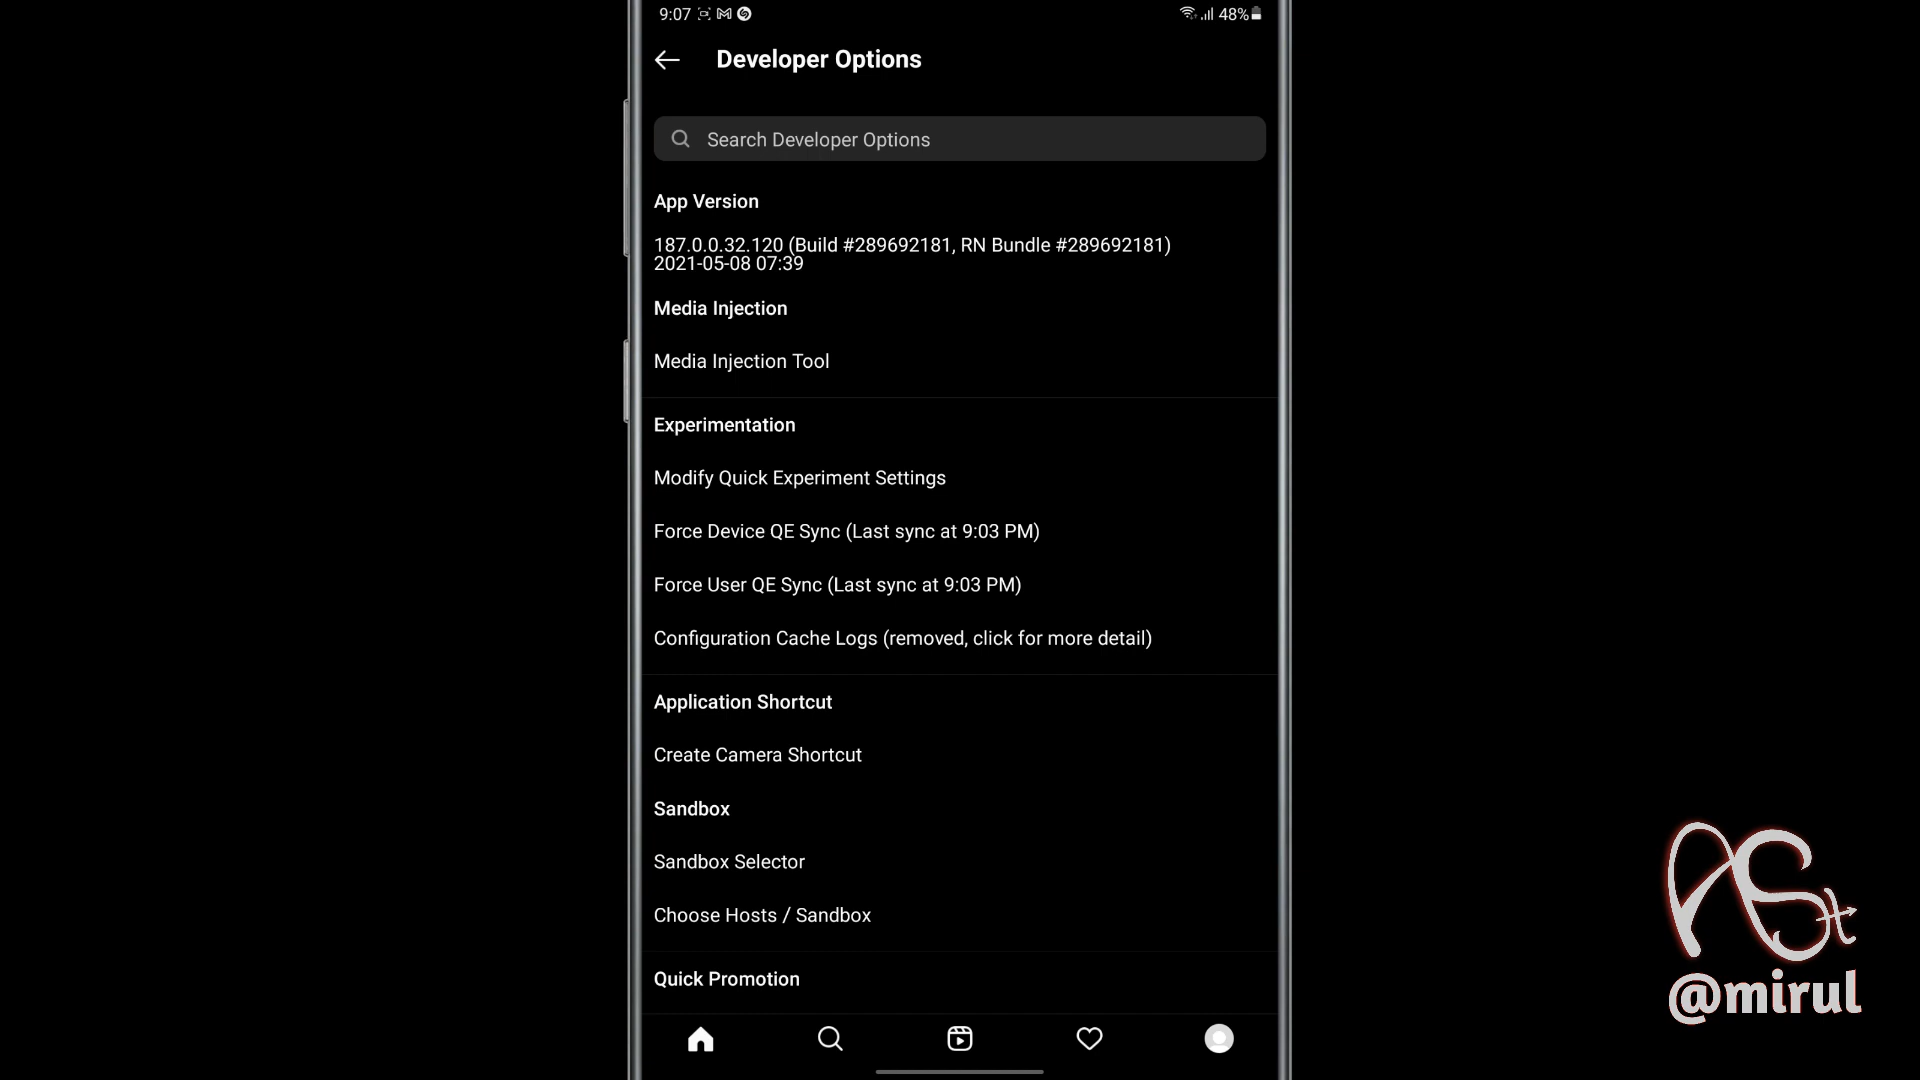 9:07
48%
Developer Options
Search Developer Options
App Version
187.0.0.32.120 (Build #289692181, RN Bundle #289692181)
2021-05-08 07:39
Media Injection
Media Injection Tool
Experimentation
Modify Quick Experiment Settings
Force Device QE Sync (Last sync at 9:03 PM)
Force User QE Sync (Last sync at 9:03 PM)
Configuration Cache Logs (removed, click for more detail)
Application Shortcut
Create Camera Shortcut
Sandbox
Sandbox Selector
Choose Hosts / Sandbox
Quick Promotion
ASt
@mirul